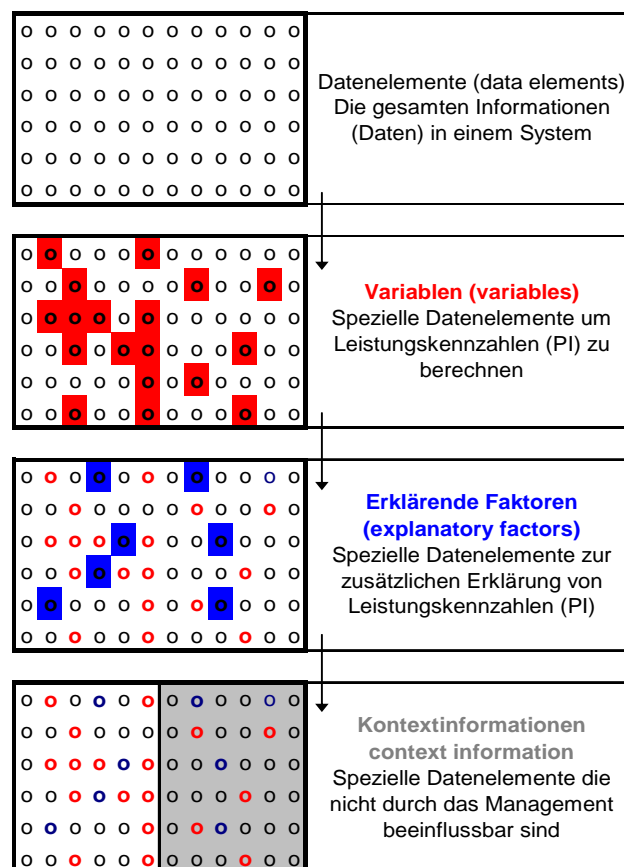 o o o o o o o o o o o o
o o o o o o o o o o o o
o o o o o o o o o o o o
o o o o o o o o o o o o
o o o o o o o o o o o o
o o o o o o o o o o o o
Datenelemente (data elements)
Die gesamten Informationen
(Daten) in einem System
o o o o o o o o o o o o
o o o o o o o o o o o o
o o o o o o o o o o o o
o o o o o o o o o o o o
o o o o o o o o o o o o
o o o o o o o o o o o o
Variablen (variables)
Spezielle Datenelemente um
Leistungskennzahlen (PI) zu
berechnen
o o o o o o o o o o o o
o o o o o o o o o o o o
o o o o o o o o o o o o
o o o o o o o o o o o o
o o o o o o o o o o o o
o o o o o o o o o o o o
Erklärende Faktoren
(explanatory factors)
Spezielle Datenelemente zur
zusätzlichen Erklärung von
Leistungskennzahlen (PI)
o o o o o o o o o o o o
o o o o o o o o o o o o
o o o o o o o o o o o o
o o o o o o o o o o o o
o o o o o o o o o o o o
o o o o o o o o o o o o
Kontextinformationen
context information
Spezielle Datenelemente die
nicht durch das Management
beeinflussbar sind